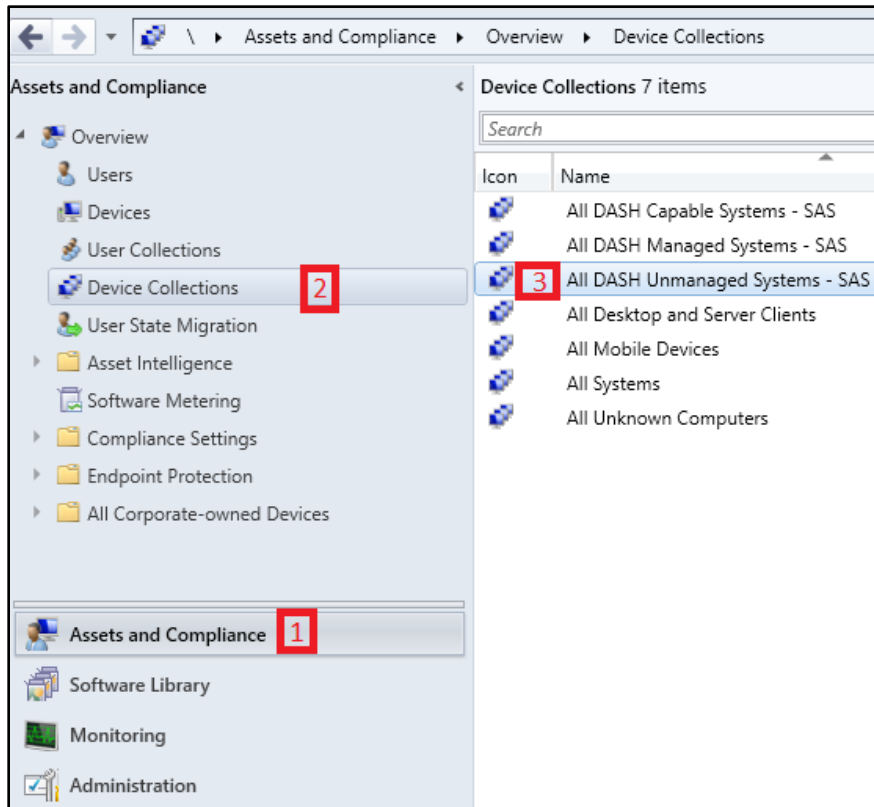 \ Assets and Compliance Overview Device Collections
Assets and Compliance
Overview
Users
Devices
User Collections
Device Collections 2
User State Migration
Asset Intelligence
Software Metering
Compliance Settings
Endpoint Protection
All Corporate-owned Devices
Assets and Compliance 1
Software Library
Monitoring
Administration
Device Collections 7 items
Search
Icon Name
All DASH Capable Systems - SAS
All DASH Managed Systems - SAS
3 All DASH Unmanaged Systems - SAS
All Desktop and Server Clients
All Mobile Devices
All Systems
All Unknown Computers